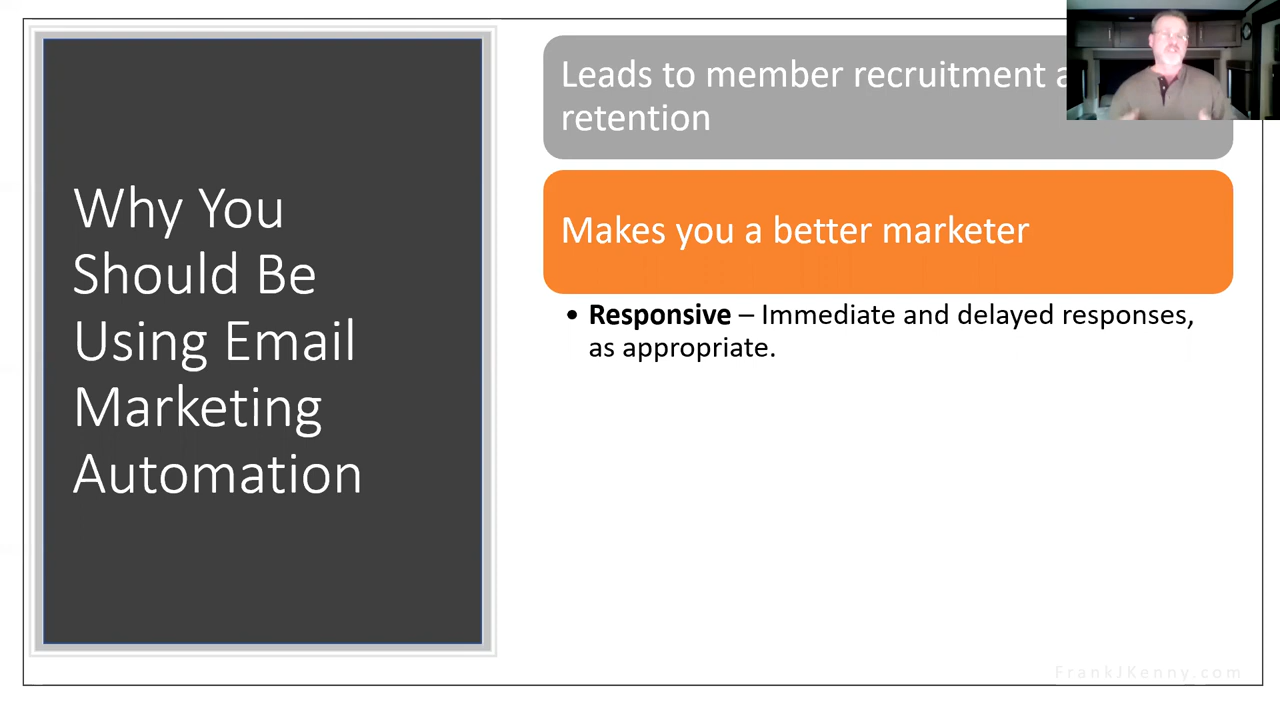 Why You
Should Be
Using Email
Marketing
Automation
Leads to member recruitment
retention
Makes you a better marketer
• Responsive – Immediate and delayed responses,
as appropriate.
FrankJKenny.com